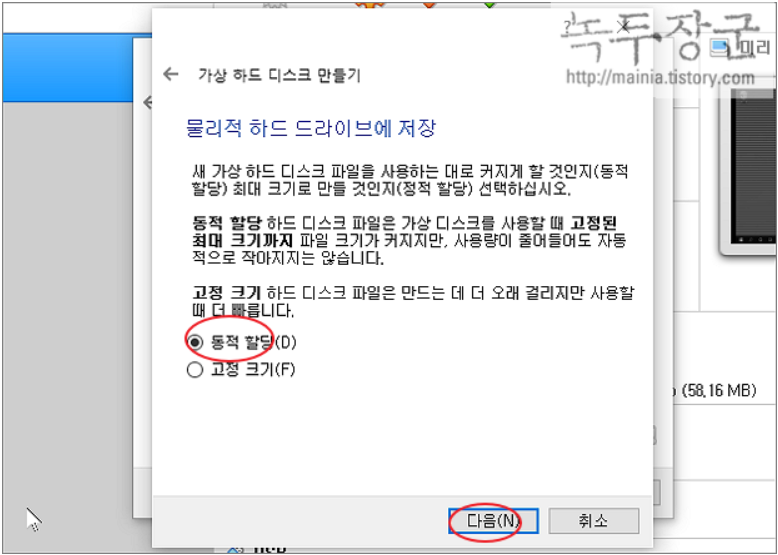 ?
녹두장군
미리
http://mainia.tistory.com
가상 하드 디스크 만들기
물리적 하드 드라이브에 저장
새 가상 하드 디스크 파일을 사용하는 대로 커지게 할 것인지(동적
할당) 최대 크기로 만들 것인지(정적 할당) 선택하십시오.
동적 할당 하드 디스크 파일은 가상 디스크를 사용할 때 고정된
최대 크기까지 파일 크기가 커지지만, 사용량이 줄어들어도 자동
적으로 작아지지는 않습니다.
고정 크기 하드 디스크 파일은 만드는 데 더 오래 걸리지만 사용할
때 더 빠릅니다.
동적 할당(D)
고정 크기(F)
(58,16 MB)
다음(N)
취소